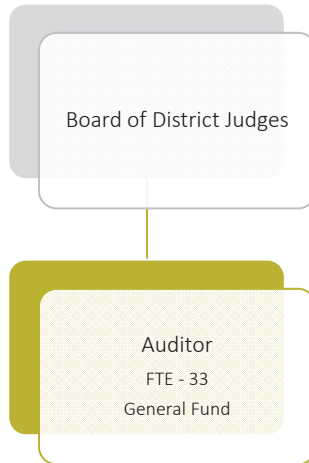 Board of District Judges
Auditor
FTE - 33
General Fund